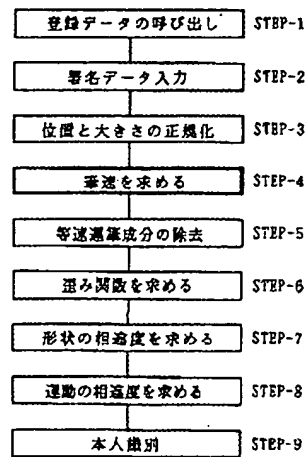 登録データの呼び出し STEP-1
署名データ入力 STEP-2
位置と大きさの正規化 STEP-3
筆速を求める STEP-4
等速運筆成分の除去 STEP-5
歪み関数を求める STEP-6
形状の相違度を求める STEP-7
運動の相違度を求める STEP-8
本人識別 STEP-9